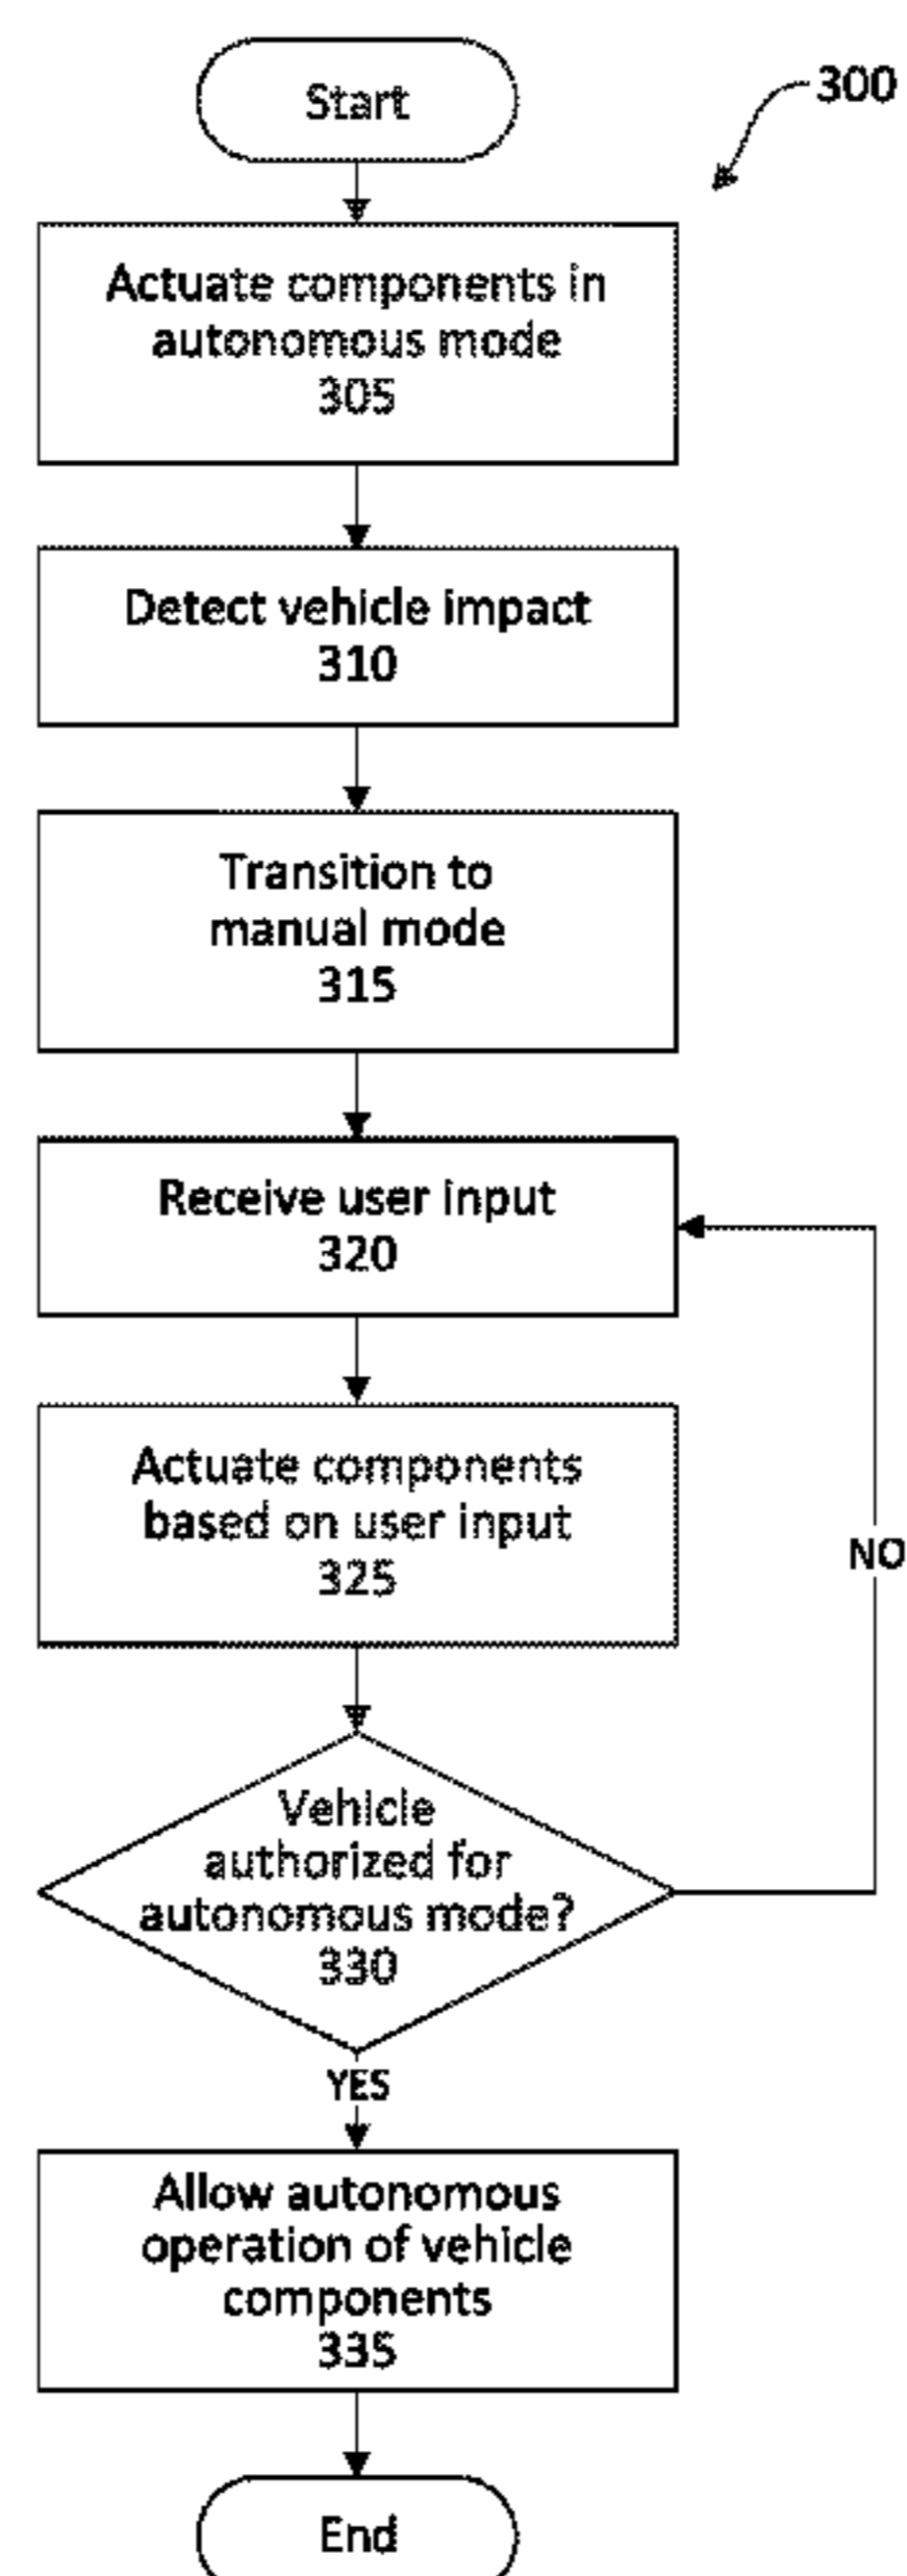 Start
300
Actuate components in
autonomous mode
305
Detect vehicle impact
310
Transition to
manual mode
315
Receive user input
320
Actuate components
based on user input
325
NO
Vehicle
authorized for
autonomous mode?
330
YES
Allow autonomous
operation of vehicle
components
335
End